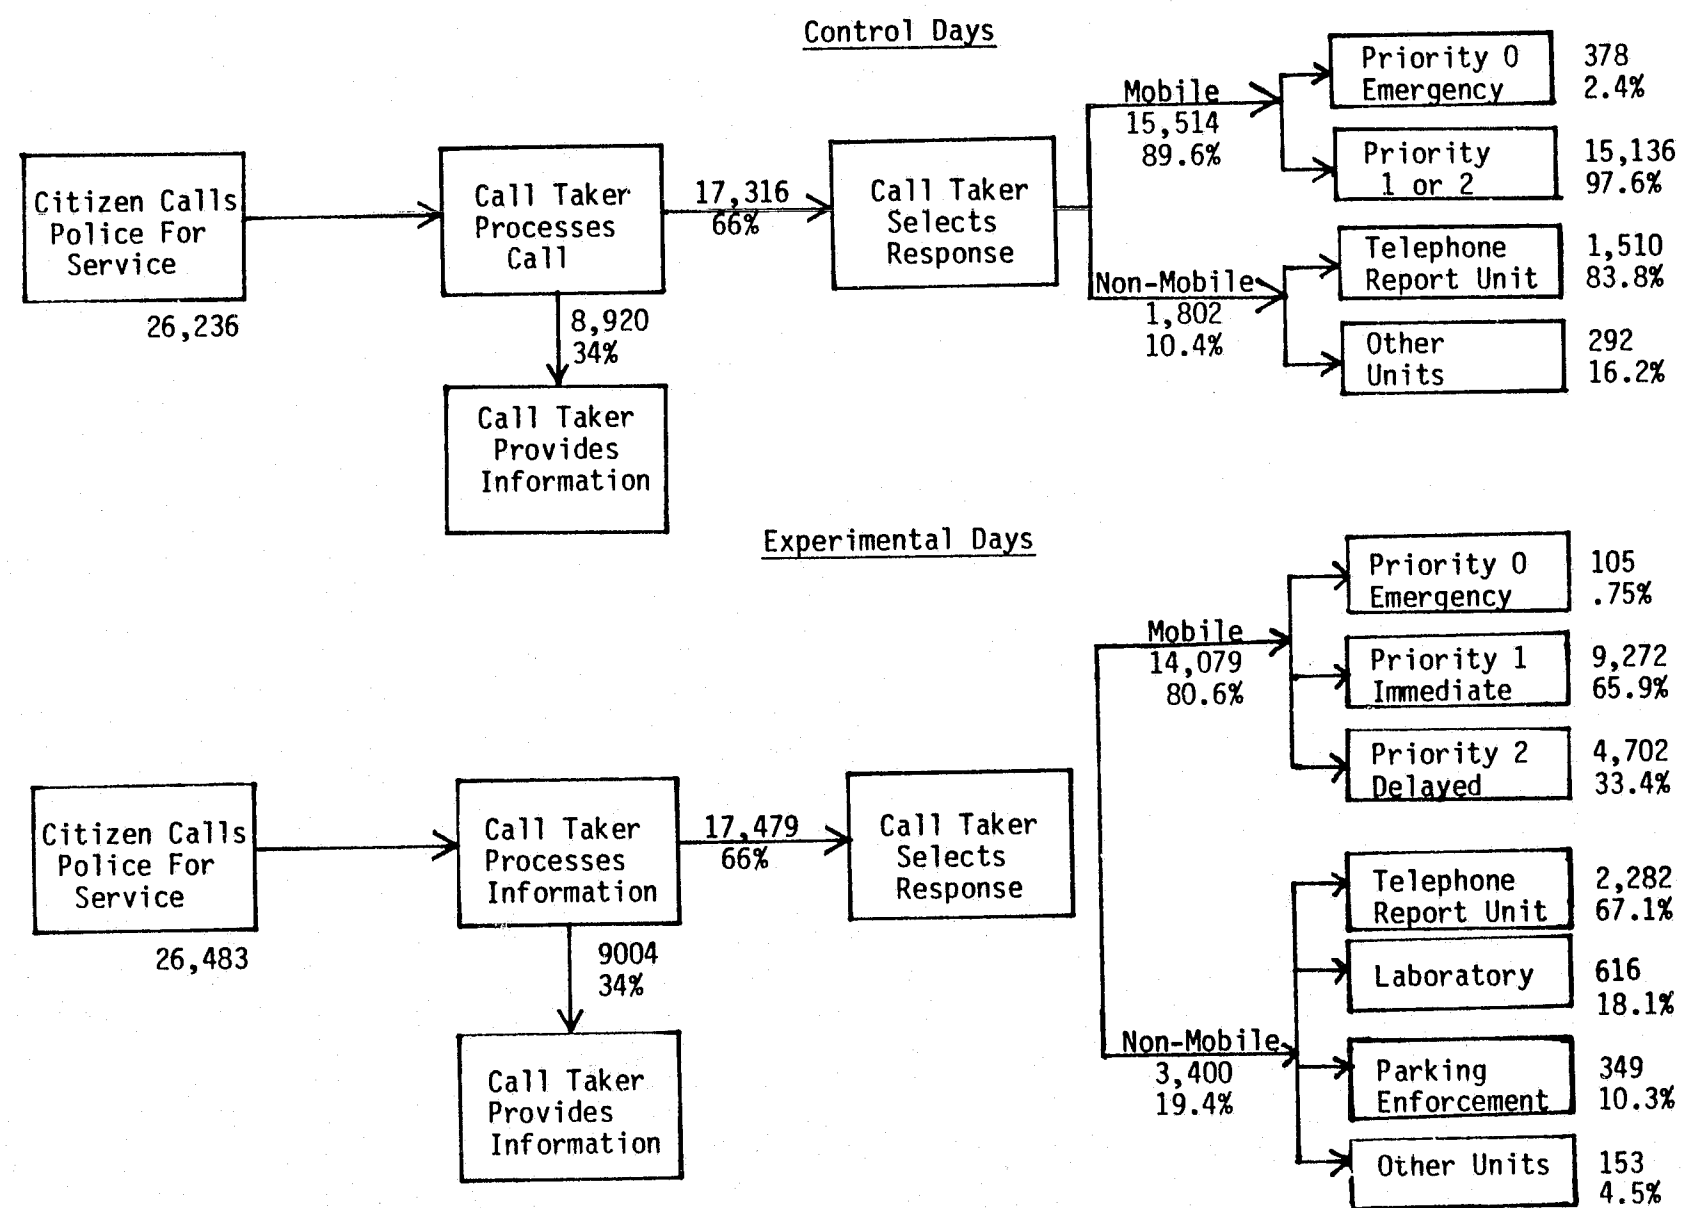 Control Days
Citizen Calls
Police For
Service
26,236
Call Taker
Processes
Call
17,316
66%
8,920
34%
Call Taker
Provides
Information
Call Taker
Selects
Response
Mobile
15,514
89.6%
Priority 0
Emergency
378
2.4%
Priority
1 or 2
15,136
97.6%
Non-Mobile
1,802
10.4%
Telephone
Report Unit
1,510
83.8%
Other
Units
292
16.2%
Experimental Days
Citizen Calls
Police For
Service
26,483
Call Taker
Processes
Information
17,479
66%
9004
34%
Call Taker
Provides
Information
Call Taker
Selects
Response
Mobile
14,079
80.6%
Priority 0
Emergency
105
.75%
Priority 1
Immediate
9,272
65.9%
Priority 2
Delayed
4,702
33.4%
Non-Mobile
3,400
19.4%
Telephone
Report Unit
2,282
67.1%
Laboratory
616
18.1%
Parking
Enforcement
349
10.3%
Other Units
153
4.5%